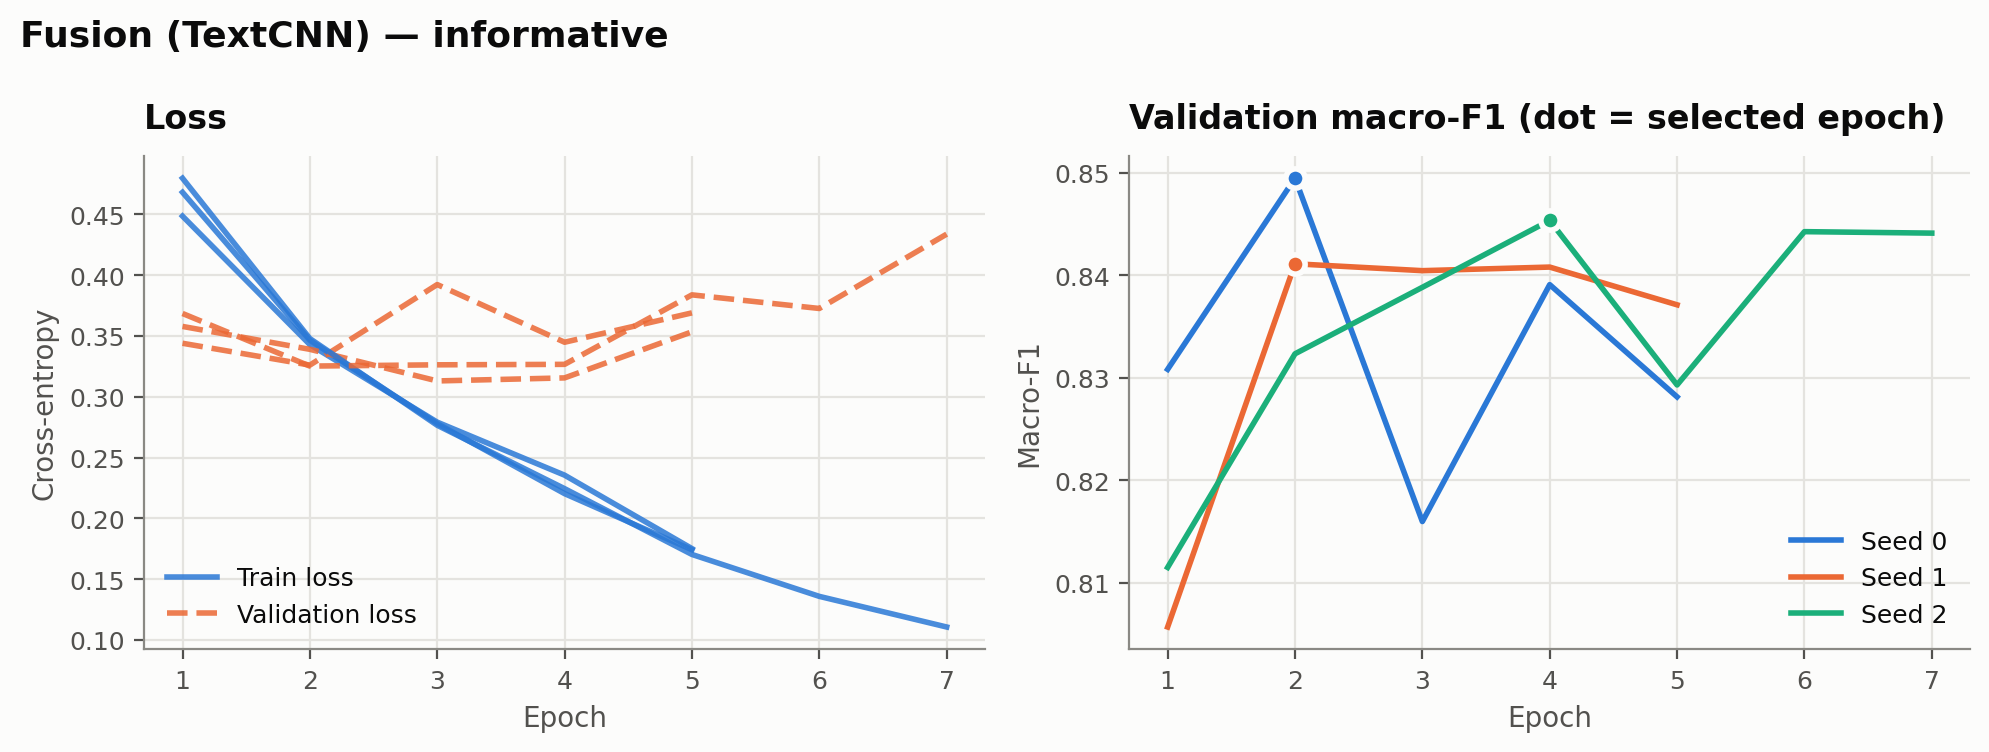 Fusion (TextCNN) — informative
Loss
Cross-entropy
0.45
0.40
0.35
0.30
0.25
0.20
0.15
0.10
Train loss
Validation loss
1 2 3 4 5 6 7
Epoch
Validation macro-F1 (dot = selected epoch)
Macro-F1
0.85
0.84
0.83
0.82
0.81
Seed 0
Seed 1
Seed 2
1 2 3 4 5 6 7
Epoch